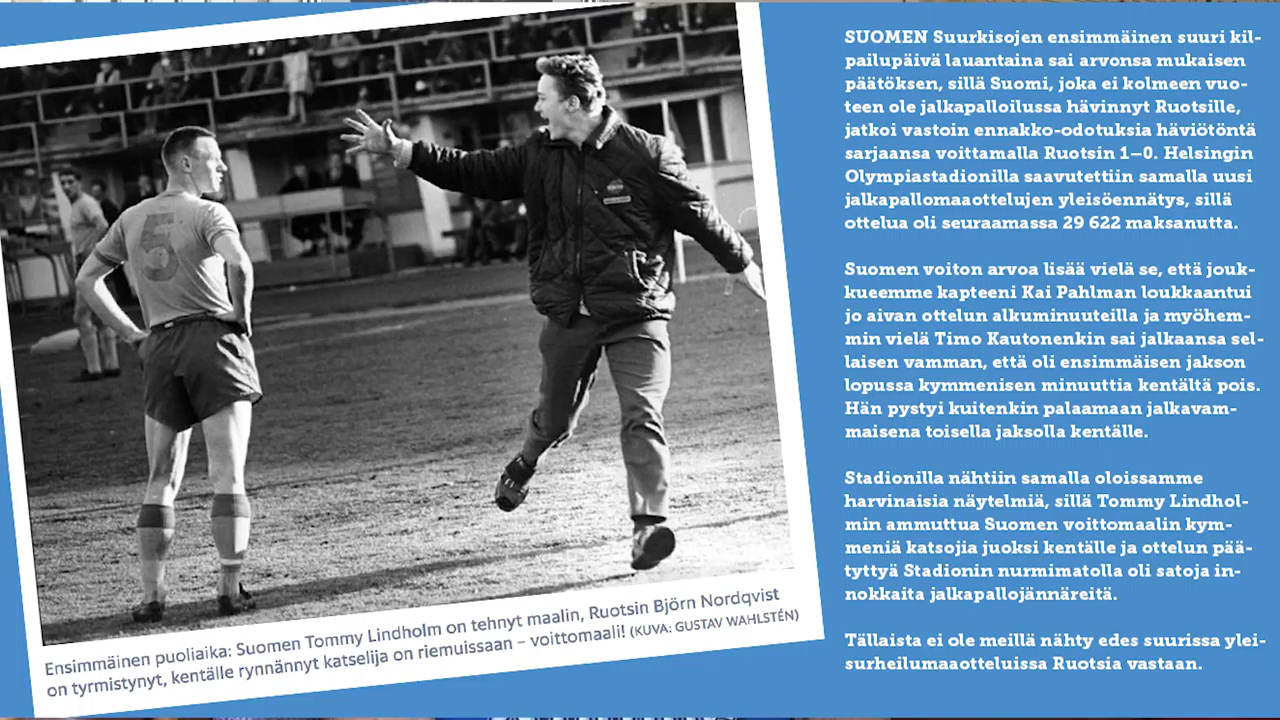 SUOMEN Suurkisojen ensimmäinen suuri kil-
pailupäivä lauantaina sai arvonsa mukaisen
päätöksen, sillä Suomi, joka ei kolmeen vuo-
teen ole jalkapalloilussa hävinnyt Ruotsille,
jatkoi vastoin ennakko-odotuksia häviötöntä
sarjaansa voittamalla Ruotsin 1–0. Helsingin
Olympiastadionilla saavutettiin samalla uusi
jalkapallomaaottelujen yleisöennätys, sillä
ottelua oli seuraamassa 29 622 maksanutta.
Suomen voiton arvoa lisää vielä se, että jouk-
kueemme kapteeni Kai Pahlman loukkaantui
jo aivan ottelun alkuminuuteilla ja myöhem-
min vielä Timo Kautonenkin sai jalkaansa sel-
laisen vamman, että oli ensimmäisen jakson
lopussa kymmenisen minuuttia kentältä pois.
Hän pystyi kuitenkin palaamaan jalkavam-
maisena toisella jaksolla kentälle.
Stadionilla nähtiin samalla oloissamme
harvinaisia näytelmiä, sillä Tommy Lindhol-
min ammuttua Suomen voittomaalin kym-
meniä katsojia juoksi kentälle ja ottelun pää-
tyttyä Stadionin nurmimatolla oli satoja in-
nokkaita jalkapallojännäreitä.
Tällaista ei ole meillä nähty edes suurissa ylei-
surheilumaaotteluissa Ruotsia vastaan.
5
Ensimmäinen puoliaika: Suomen Tommy Lindholm on tehnyt maalin, Ruotsin Björn Nordqvist
on tyrmistynyt, kentälle rynnännyt katselija on riemuissaan – voittomaali! (KUVA: GUSTAV WAHLSTÉN)